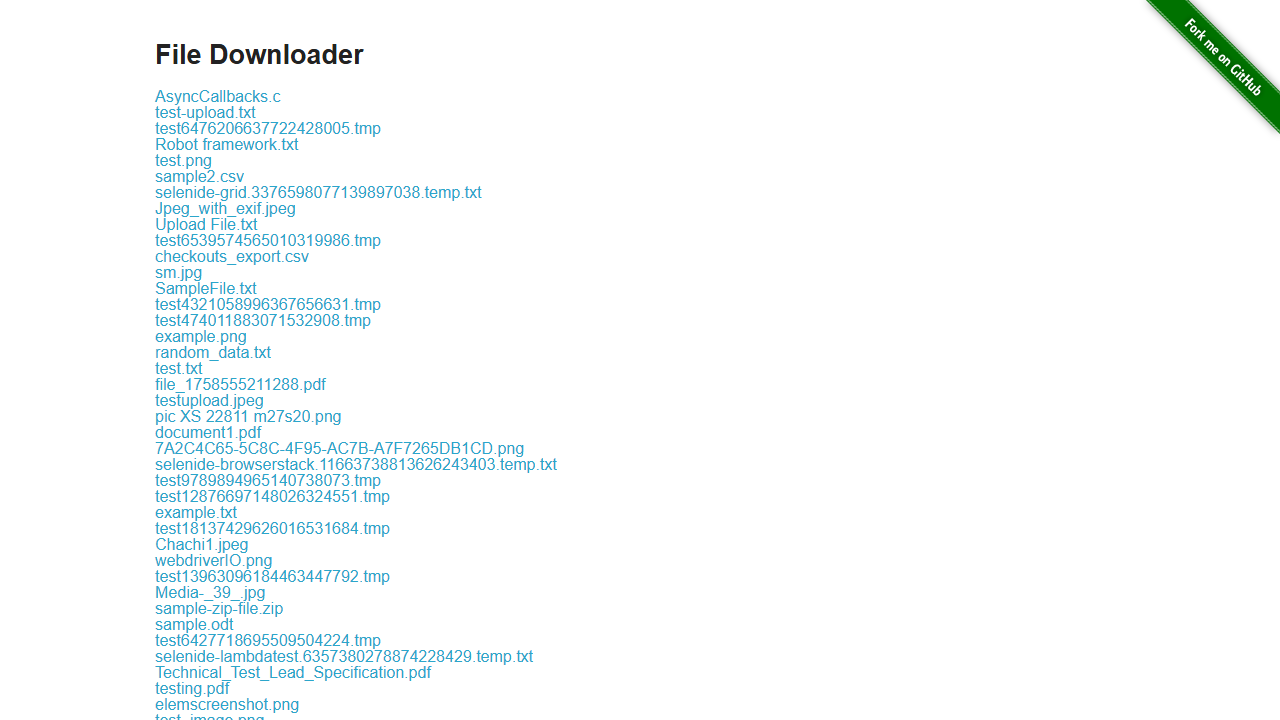 File Downloader
Fork me on GitHub
AsyncCallbacks.c
test-upload.txt
test6476206637722428005.tmp
Robot framework.txt
test.png
sample2.csv
selenide-grid.3376598077139897038.temp.txt
Jpeg_with_exif.jpeg
Upload File.txt
test6539574565010319986.tmp
checkouts_export.csv
sm.jpg
SampleFile.txt
test4321058996367656631.tmp
test474011883071532908.tmp
example.png
random_data.txt
test.txt
file_1758555211288.pdf
testupload.jpeg
pic XS 22811 m27s20.png
document1.pdf
7A2C4C65-5C8C-4F95-AC7B-A7F7265DB1CD.png
selenide-browserstack.11663738813626243403.temp.txt
test9789894965140738073.tmp
test12876697148026324551.tmp
example.txt
test18137429626016531684.tmp
Chachi1.jpeg
webdriverIO.png
test13963096184463447792.tmp
Media-_39_.jpg
sample-zip-file.zip
sample.odt
test6427718695509504224.tmp
selenide-lambdatest.6357380278874228429.temp.txt
Technical_Test_Lead_Specification.pdf
testing.pdf
elemscreenshot.png
test_image.png